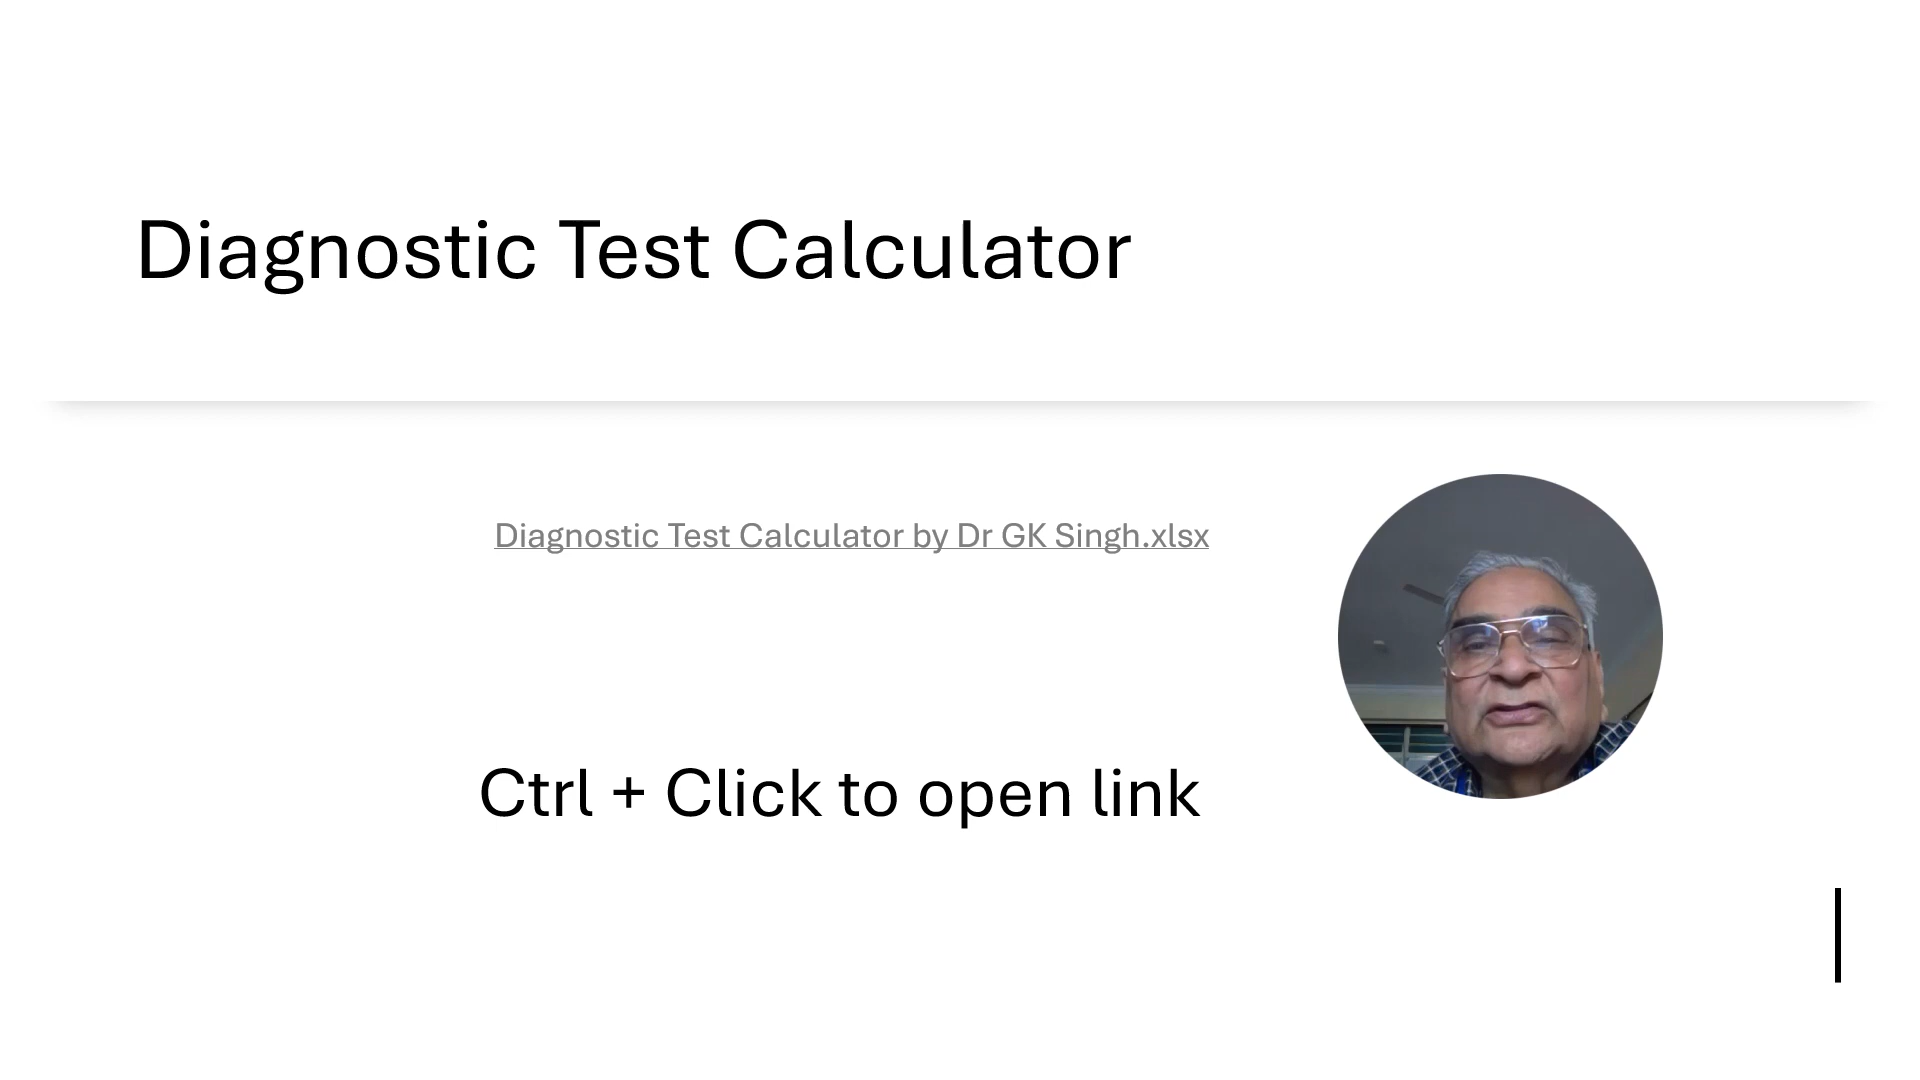 Diagnostic Test Calculator
Diagnostic Test Calculator by Dr GK Singh.xlsx
Ctrl + Click to open link